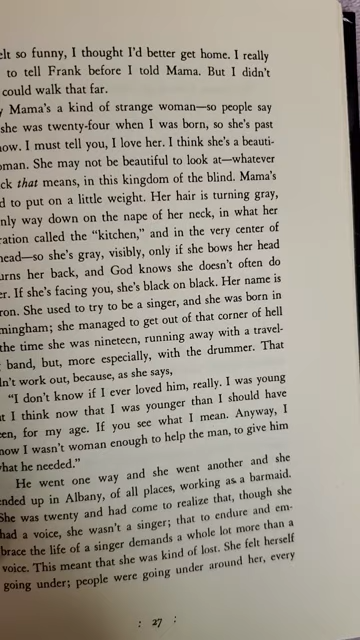 elt so funny, I thought I'd better get home. I really
to tell Frank before I told Mama. But I didn't
could walk that far.
y Mama's a kind of strange woman—so people say
she was twenty-four when I was born, so she's past
now. I must tell you, I love her. I think she's a beauti-
oman. She may not be beautiful to look at—whatever
ck that means, in this kingdom of the blind. Mama's
d to put on a little weight. Her hair is turning gray,
nly way down on the nape of her neck, in what her
ration called the "kitchen," and in the very center of
head—so she's gray, visibly, only if she bows her head
urns her back, and God knows she doesn't often do
er. If she's facing you, she's black on black. Her name is
ron. She used to try to be a singer, and she was born in
mingham; she managed to get out of that corner of hell
the time she was nineteen, running away with a travel-
band, but, more especially, with the drummer. That
dn't work out, because, as she says,
"I don't know if I ever loved him, really. I was young
ut I think now that I was younger than I should have
een, for my age. If you see what I mean. Anyway, I
now I wasn't woman enough to help the man, to give him
what he needed."
He went one way and she went another and she
ended up in Albany, of all places, working as a barmaid.
She was twenty and had come to realize that, though she
had a voice, she wasn't a singer; that to endure and em-
brace the life of a singer demands a whole lot more than a
voice. This meant that she was kind of lost. She felt herself
going under; people were going under around her, every
: 27 :